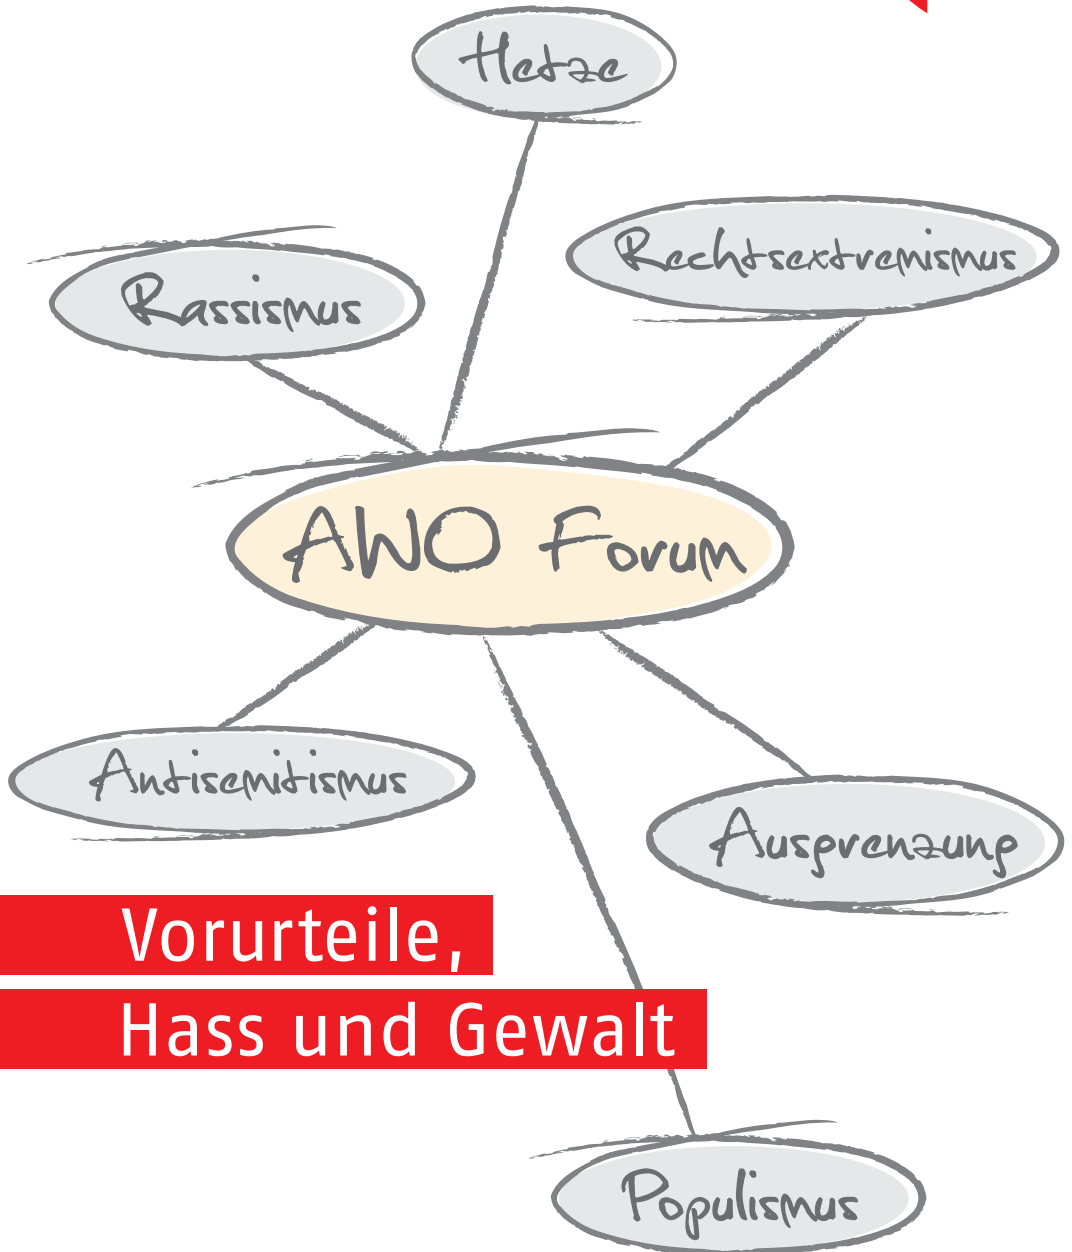 Hetze
Rechtsextremismus
Rassismus
AWO Forum
Antisemitismus
Ausgrenzung
Vorurteile,
Hass und Gewalt
Populismus